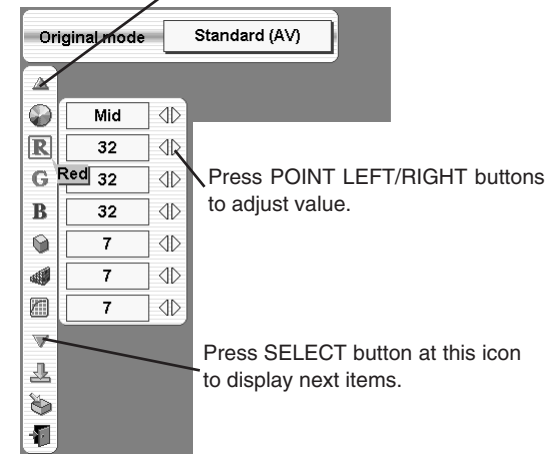 Original mode Standard (AV)
Mid
R 32
Red
G 32
B 32
7
7
7
Press POINT LEFT/RIGHT buttons
to adjust value.
Press SELECT button at this icon
to display next items.